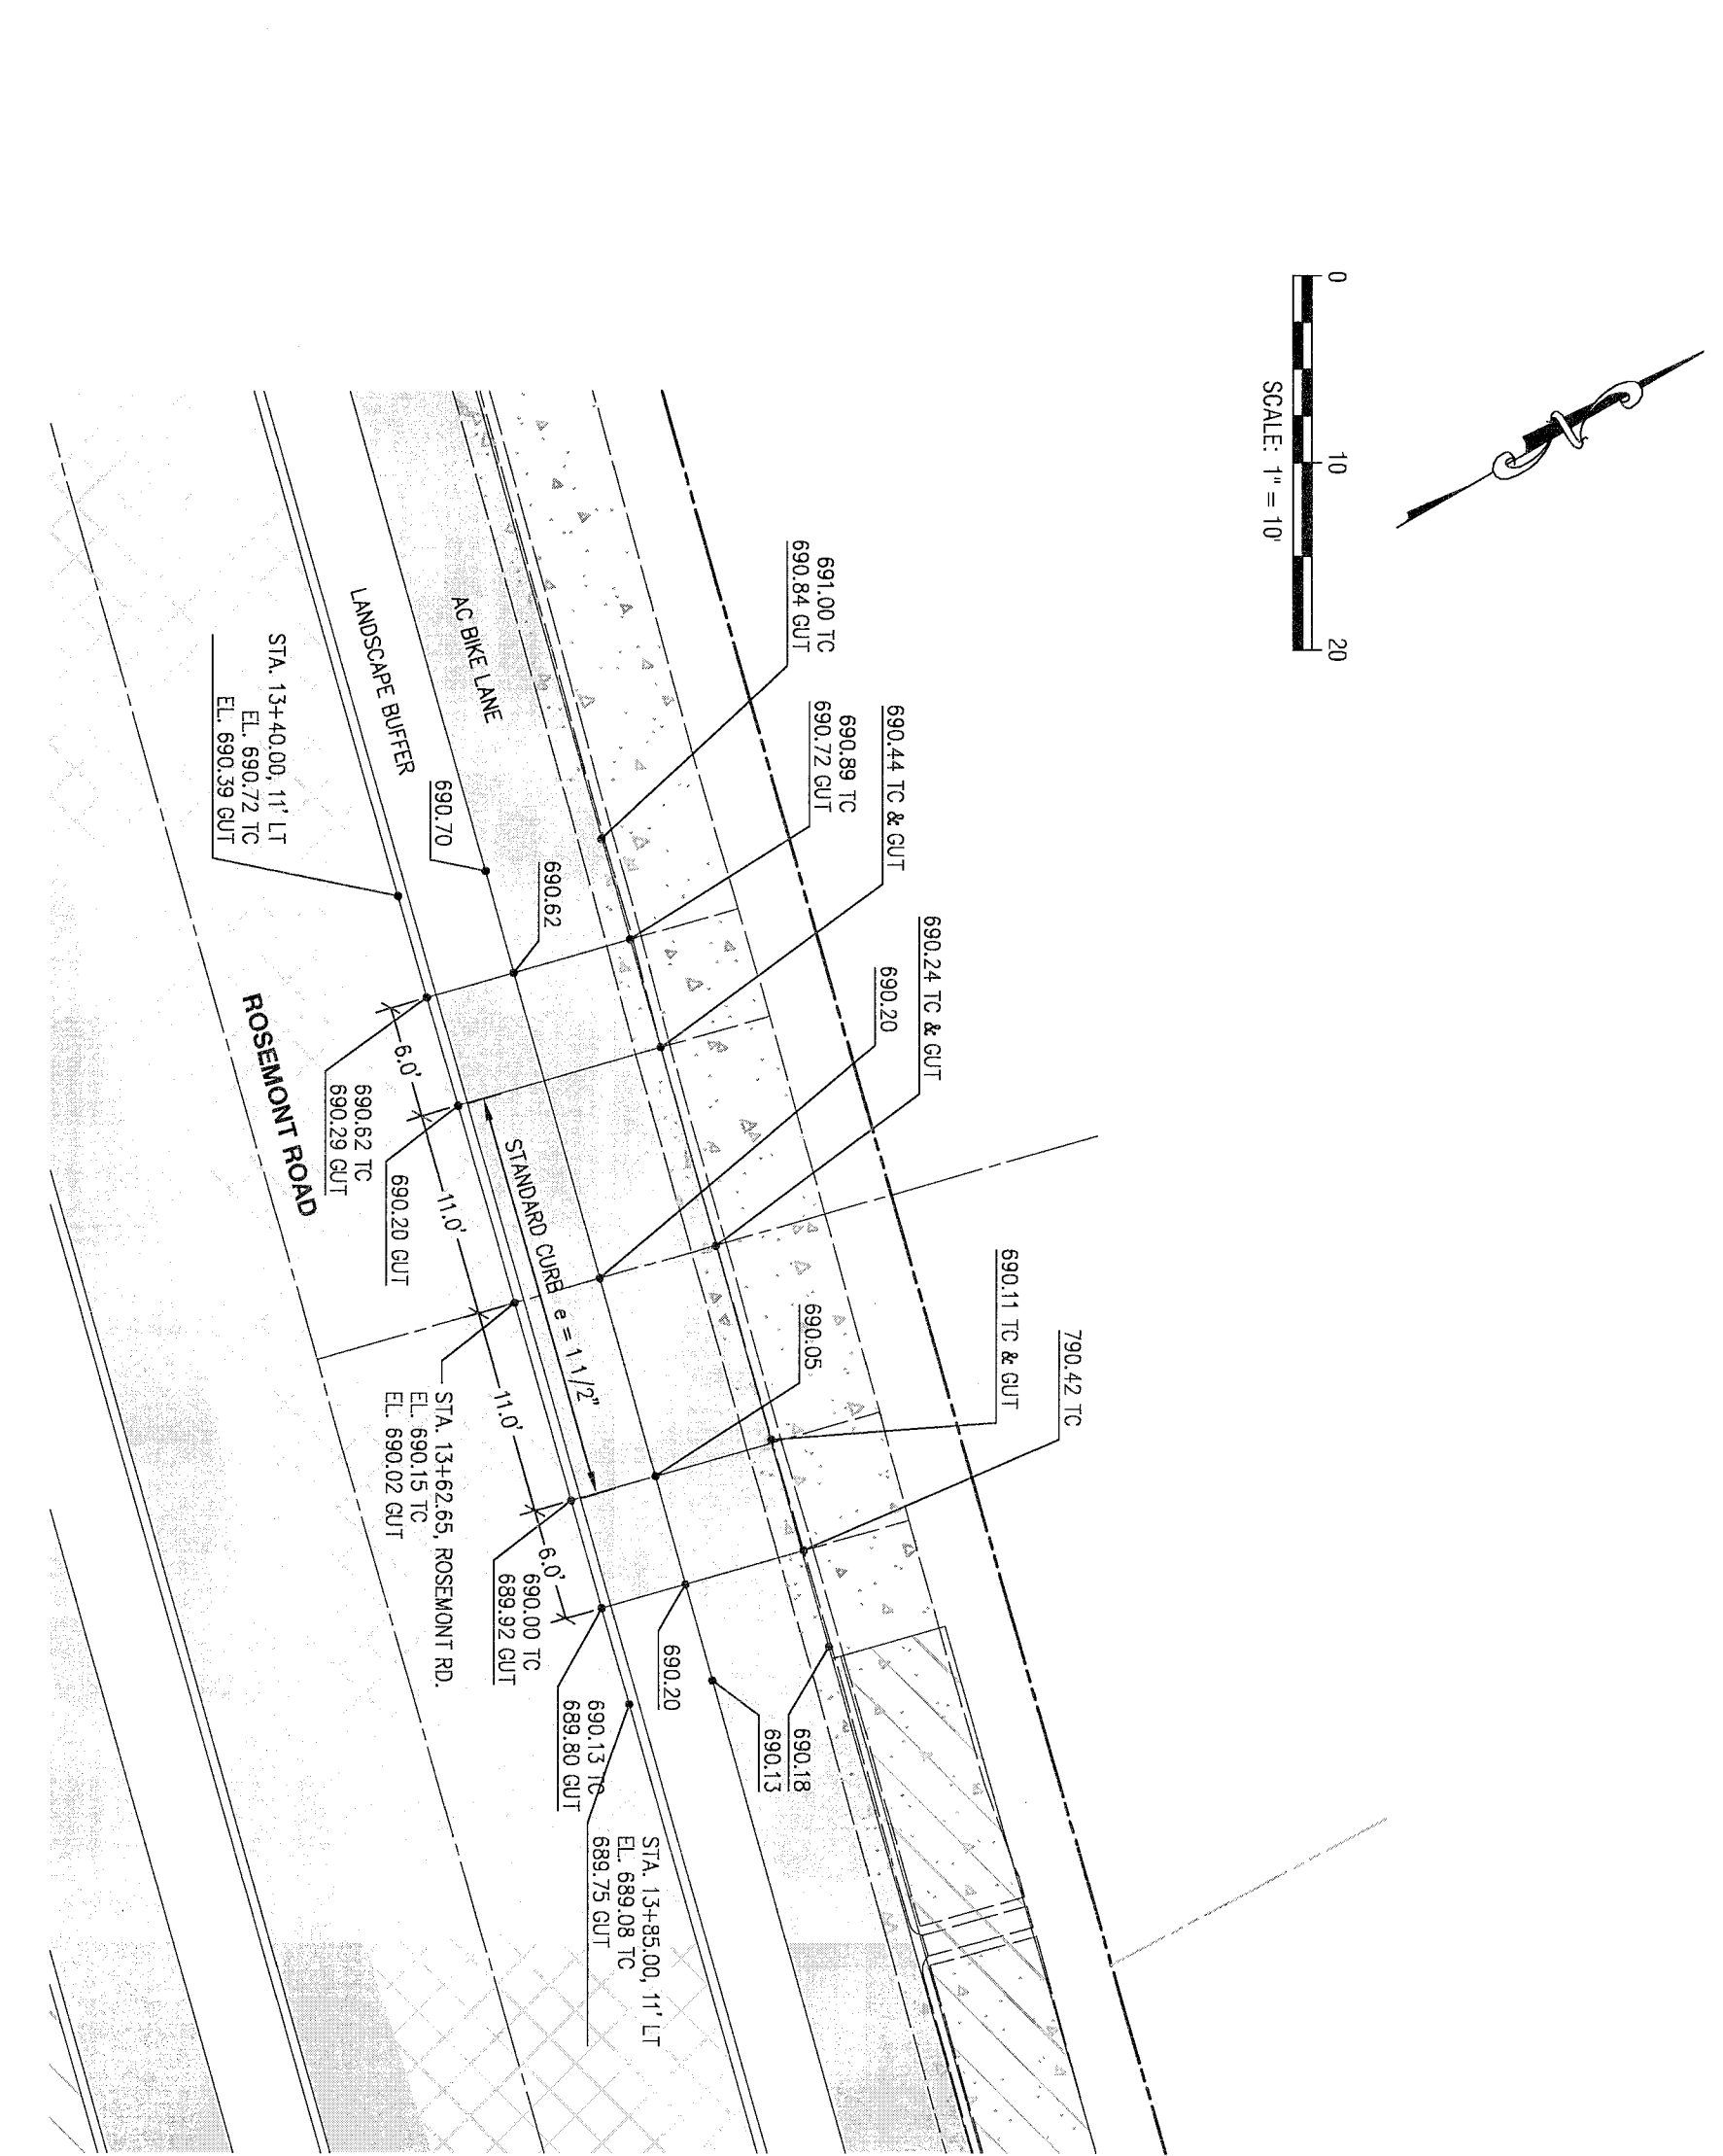 0
10
20
SCALE: 1" = 10'
N
691.00 TC
690.84 GUT
690.89 TC
690.72 GUT
690.44 TC & GUT
690.24 TC & GUT
690.20
690.11 TC & GUT
790.42 TC
690.05
690.18
690.13
AC BIKE LANE
LANDSCAPE BUFFER
690.70
690.62
STA. 13+40.00, 11' LT
EL. 690.72 TC
EL. 690.39 GUT
ROSEMONT ROAD
6.0'
11.0'
11.0'
6.0'
STANDARD CURB e = 1 1/2"
690.62 TC
690.29 GUT
690.20 GUT
STA. 13+62.65, ROSEMONT RD.
EL. 690.15 TC
EL. 690.02 GUT
690.00 TC
689.92 GUT
690.20
690.13 TC
689.80 GUT
STA. 13+85.00, 11' LT
EL. 689.08 TC
689.75 GUT